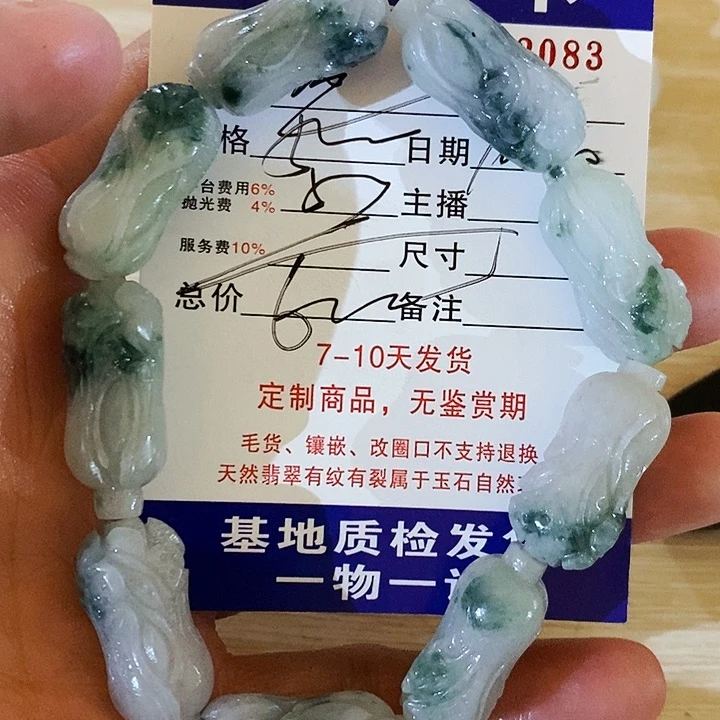 083
格 日期
台费用6%
抛光费 4% 主播
服务费10% 尺寸
总价 备注
7-10天发货
定制商品，无鉴赏期
毛货、镶嵌、改圈口不支持退换
天然翡翠有纹有裂属于玉石自然
基地质检发
一物一